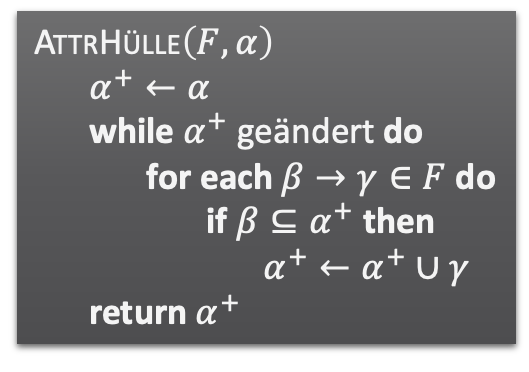 ATTRHÜLLE(F, α)
α⁺ ← α
while α⁺ geändert do
for each β → γ ∈ F do
if β ⊆ α⁺ then
α⁺ ← α⁺ ∪ γ
return α⁺